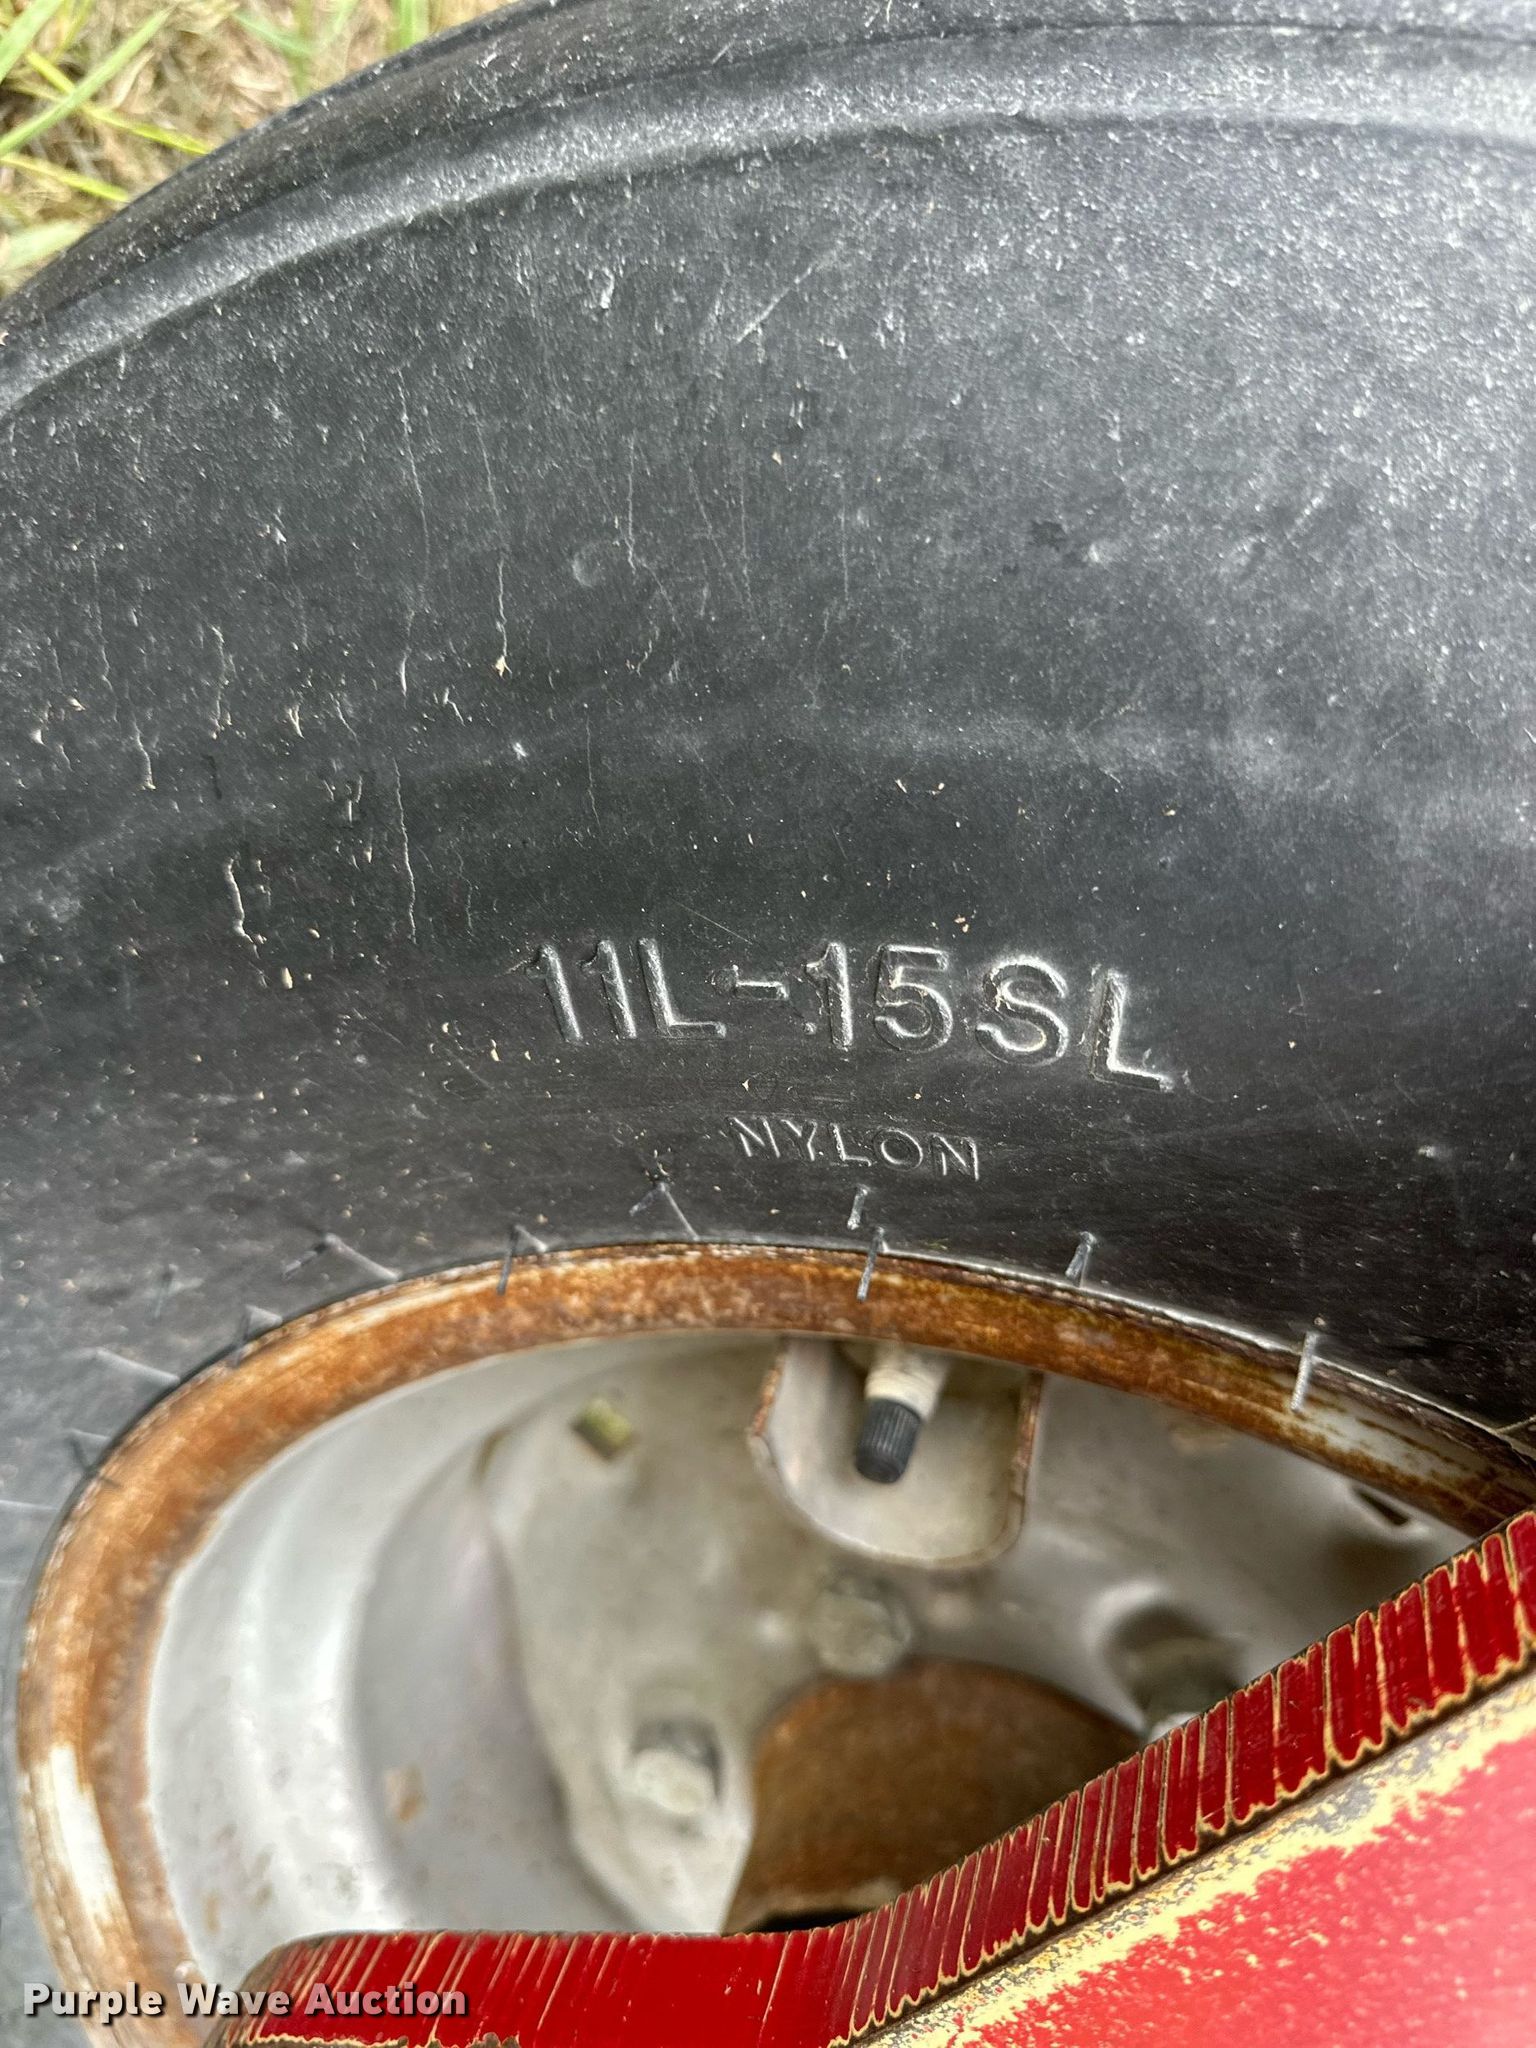 11L-15SL
NYLON
Purple Wave Auction